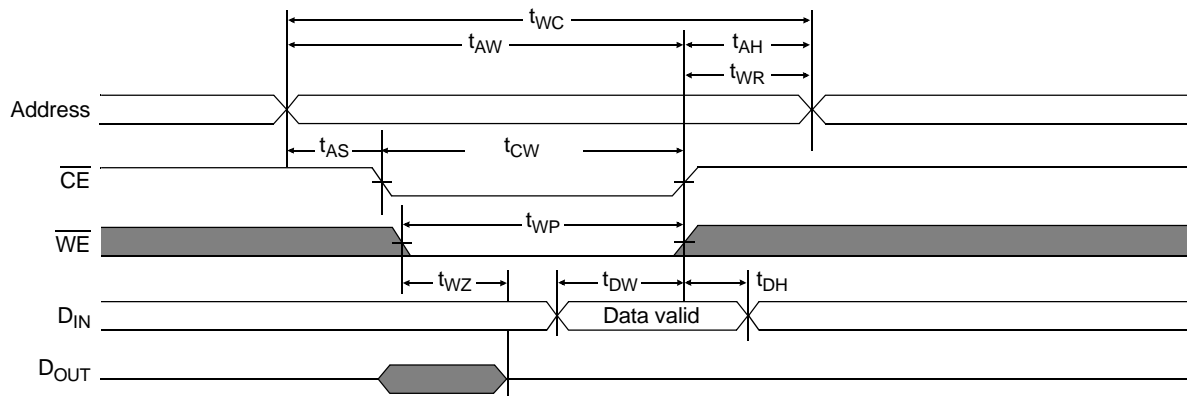 tWC
tAW tAH
tWR
Address
tAS tCW
CE
tWP
WE
tWZ tDW tDH
DIN Data valid
DOUT